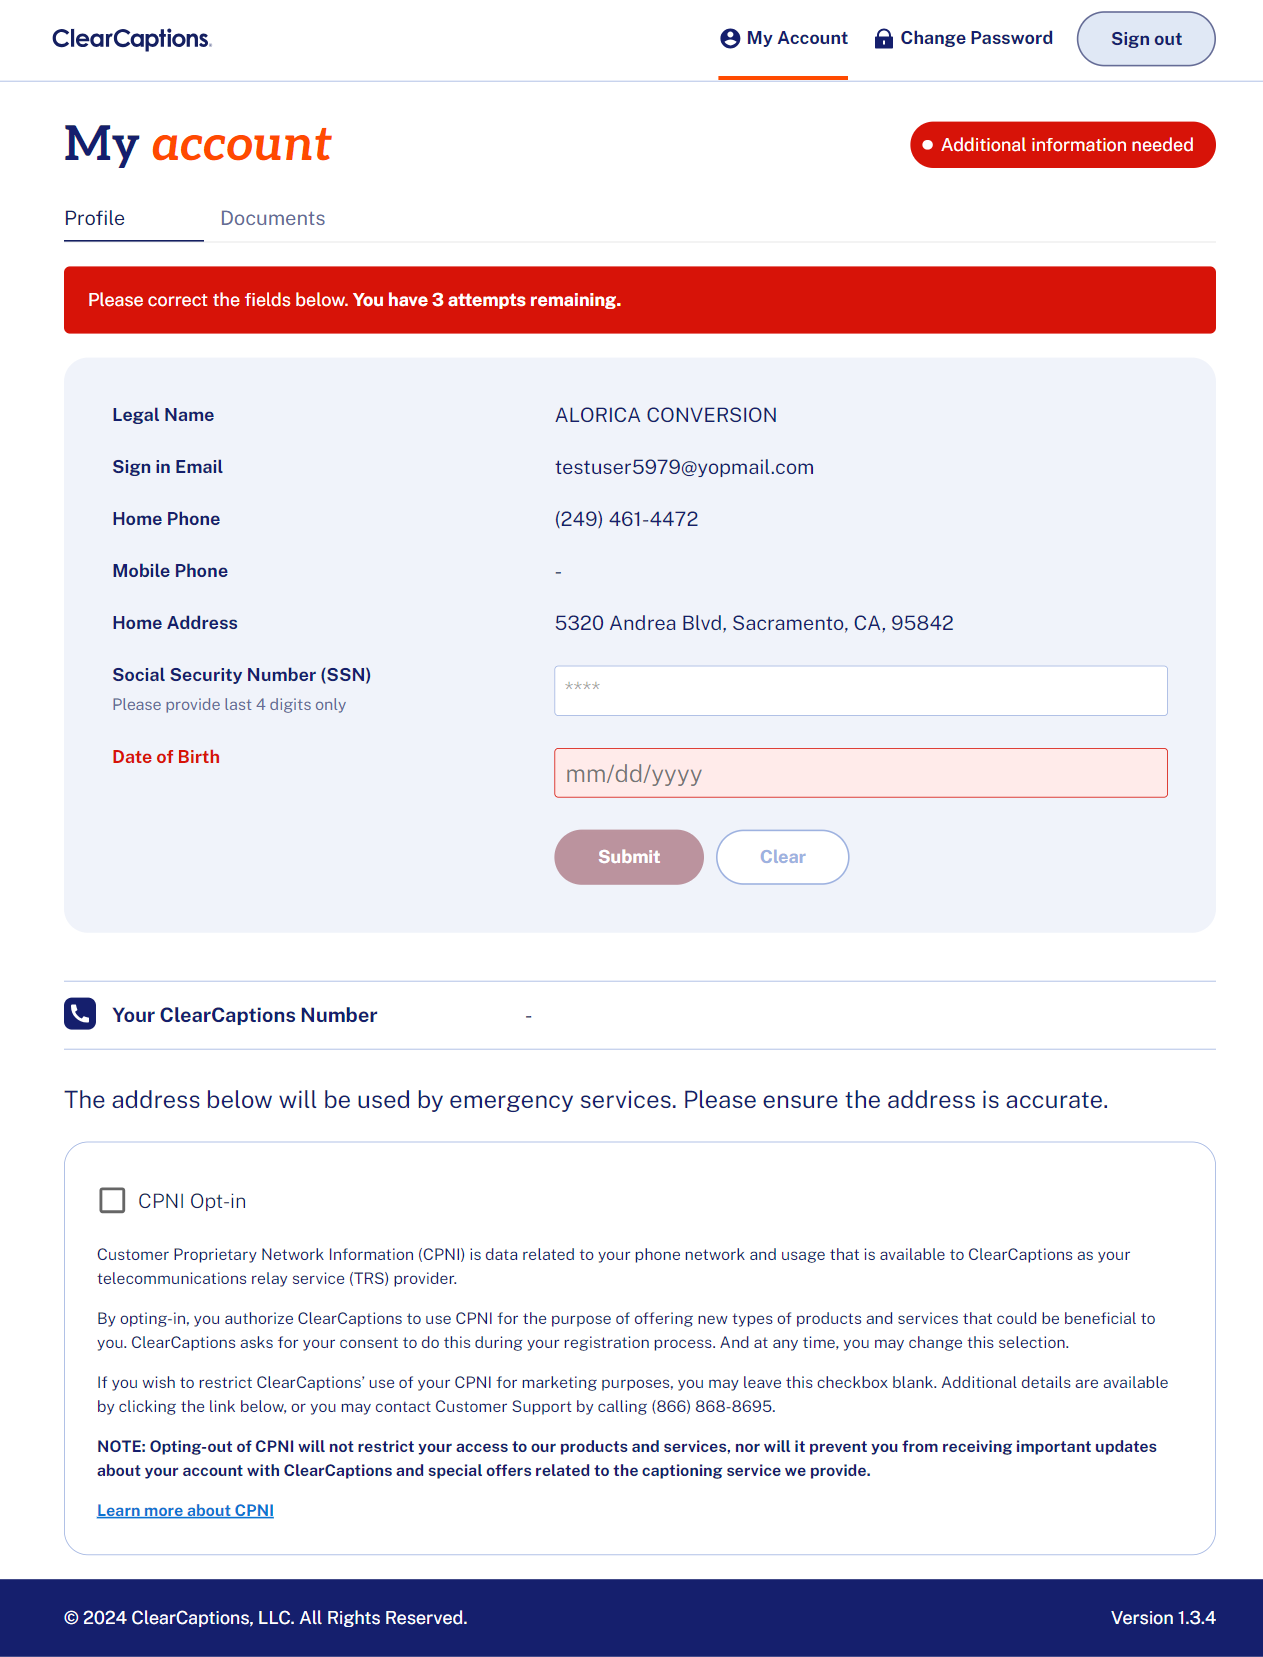 ClearCaptions.
My Account
Change Password
Sign out
My account
Additional information needed
Profile
Documents
Please correct the fields below. You have 3 attempts remaining.
Legal Name
ALORICA CONVERSION
Sign in Email
testuser5979@yopmail.com
Home Phone
(249) 461-4472
Mobile Phone
-
Home Address
5320 Andrea Blvd, Sacramento, CA, 95842
Social Security Number (SSN)
Please provide last 4 digits only
****
Date of Birth
mm/dd/yyyy
Submit
Clear
Your ClearCaptions Number
-
The address below will be used by emergency services. Please ensure the address is accurate.
CPNI Opt-in
Customer Proprietary Network Information (CPNI) is data related to your phone network and usage that is available to ClearCaptions as your
telecommunications relay service (TRS) provider.
By opting-in, you authorize ClearCaptions to use CPNI for the purpose of offering new types of products and services that could be beneficial to
you. ClearCaptions asks for your consent to do this during your registration process. And at any time, you may change this selection.
If you wish to restrict ClearCaptions’ use of your CPNI for marketing purposes, you may leave this checkbox blank. Additional details are available
by clicking the link below, or you may contact Customer Support by calling (866) 868-8695.
NOTE: Opting-out of CPNI will not restrict your access to our products and services, nor will it prevent you from receiving important updates
about your account with ClearCaptions and special offers related to the captioning service we provide.
Learn more about CPNI
© 2024 ClearCaptions, LLC. All Rights Reserved.
Version 1.3.4